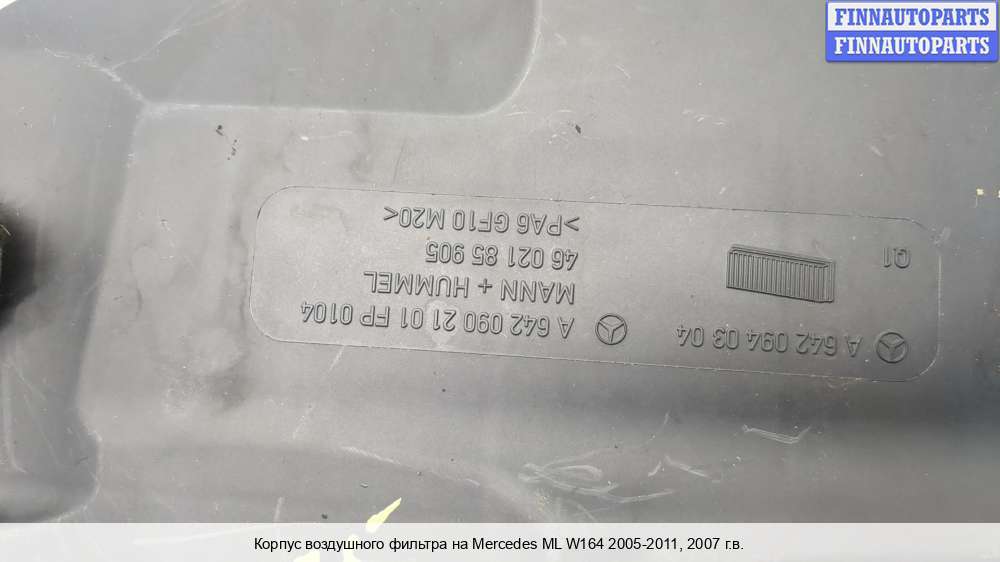 FINNAUTOPARTS
FINNAUTOPARTS
A 642 094 03 04
Q1
A 642 090 21 01 FP 0104
MANN + HUMMEL
46 021 85 905
>PA6 GF10 M20<
Корпус воздушного фильтра на Mercedes ML W164 2005-2011, 2007 г.в.